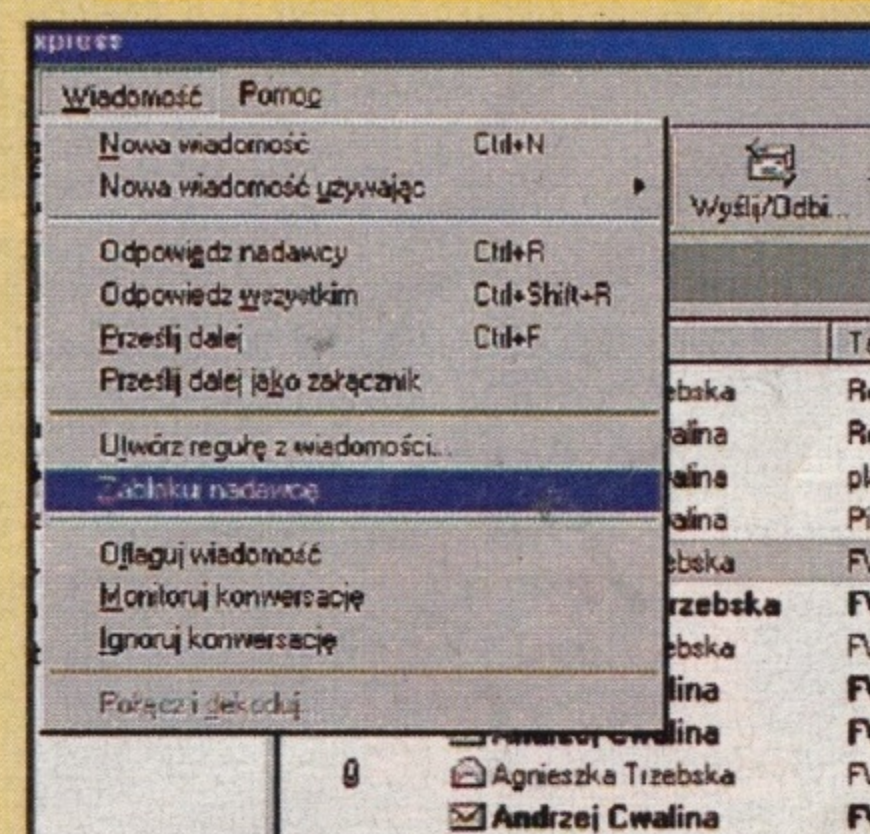 xpress
Wiadomość Pomoc
Nowa wiadomość Ctrl+N
Nowa wiadomość używając
Wyślij/Odbi...
Odpowiedz nadawcy Ctrl+R
Odpowiedz wszystkim Ctrl+Shift+R
Prześlij dalej Ctrl+F
Prześlij dalej jako załącznik
Utwórz regułę z wiadomości...
Zablokuj nadawcę
Oflaguj wiadomość
Monitoruj konwersację
Ignoruj konwersację
Połącz i dekoduj
ebska
alina
alina
alina
ebska
rzebska
ebska
lina
Andrzej Cwalina
Agnieszka Trzebska
Andrzej Cwalina